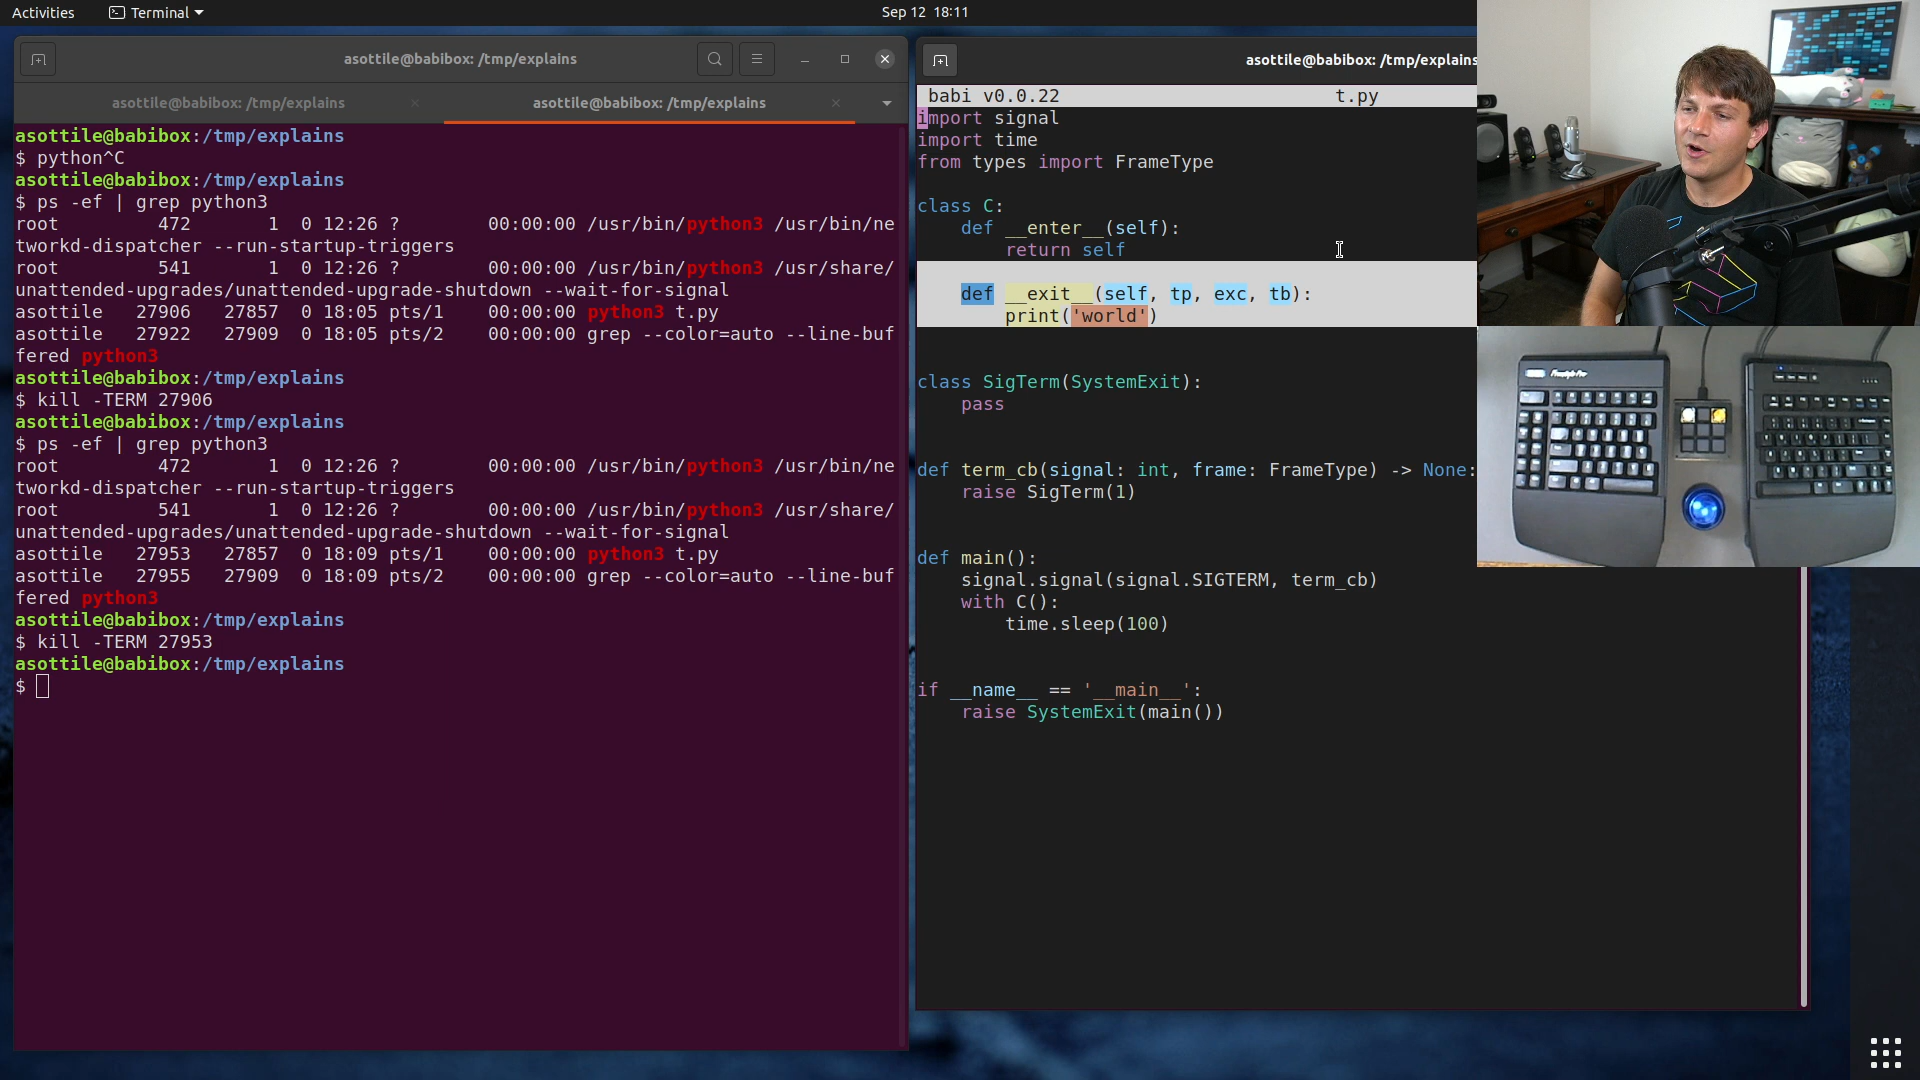 Activities
Terminal
Sep 12 18:11
asottile@babibox: /tmp/explains
asottile@babibox: /tmp/explains
asottile@babibox: /tmp/explains
asottile@babibox:/tmp/explains
$ python^C
asottile@babibox:/tmp/explains
$ ps -ef | grep python3
root         472       1  0 12:26 ?        00:00:00 /usr/bin/python3 /usr/bin/ne
tworkd-dispatcher --run-startup-triggers
root         541       1  0 12:26 ?        00:00:00 /usr/bin/python3 /usr/share/
unattended-upgrades/unattended-upgrade-shutdown --wait-for-signal
asottile   27906   27857  0 18:05 pts/1    00:00:00 python3 t.py
asottile   27922   27909  0 18:05 pts/2    00:00:00 grep --color=auto --line-buf
fered python3
asottile@babibox:/tmp/explains
$ kill -TERM 27906
asottile@babibox:/tmp/explains
$ ps -ef | grep python3
root         472       1  0 12:26 ?        00:00:00 /usr/bin/python3 /usr/bin/ne
tworkd-dispatcher --run-startup-triggers
root         541       1  0 12:26 ?        00:00:00 /usr/bin/python3 /usr/share/
unattended-upgrades/unattended-upgrade-shutdown --wait-for-signal
asottile   27953   27857  0 18:09 pts/1    00:00:00 python3 t.py
asottile   27955   27909  0 18:09 pts/2    00:00:00 grep --color=auto --line-buf
fered python3
asottile@babibox:/tmp/explains
$ kill -TERM 27953
asottile@babibox:/tmp/explains
$
asottile@babibox: /tmp/explains
babi v0.0.22 t.py
import signal
import time
from types import FrameType
class C:
    def __enter__(self):
        return self
    def __exit__(self, tp, exc, tb):
        print('world')
class SigTerm(SystemExit):
    pass
def term_cb(signal: int, frame: FrameType) -> None:
    raise SigTerm(1)
def main():
    signal.signal(signal.SIGTERM, term_cb)
    with C():
        time.sleep(100)
if __name__ == '__main__':
    raise SystemExit(main())